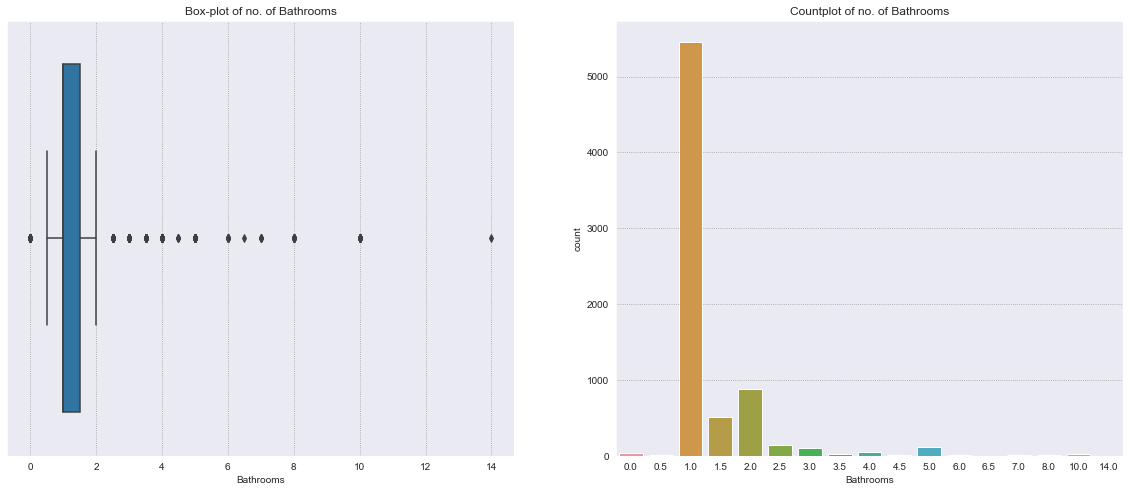 Box-plot of no. of Bathrooms
0 2 4 6 8 10 12 14
Bathrooms
Countplot of no. of Bathrooms
5000
4000
3000
2000
1000
0
count
0.0 0.5 1.0 1.5 2.0 2.5 3.0 3.5 4.0 4.5 5.0 6.0 6.5 7.0 8.0 10.0 14.0
Bathrooms